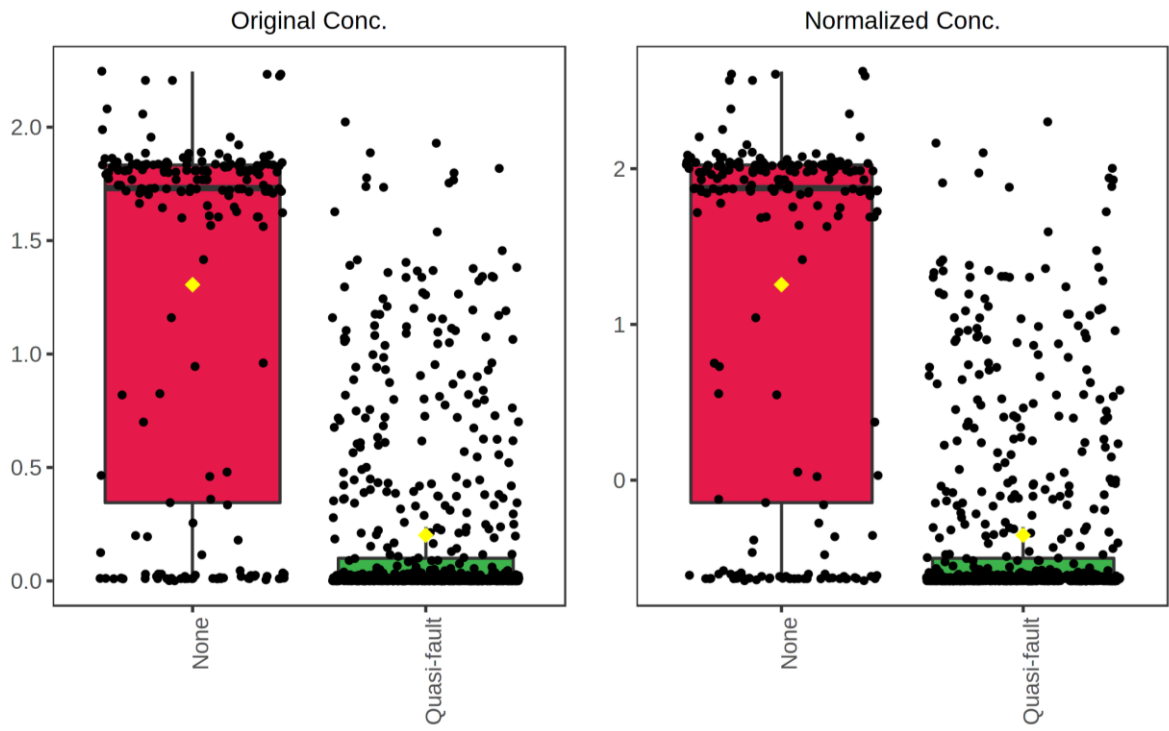 Original Conc.
Normalized Conc.
2.0
1.5
1.0
0.5
0.0
2
1
0
None
Quasi-fault
None
Quasi-fault